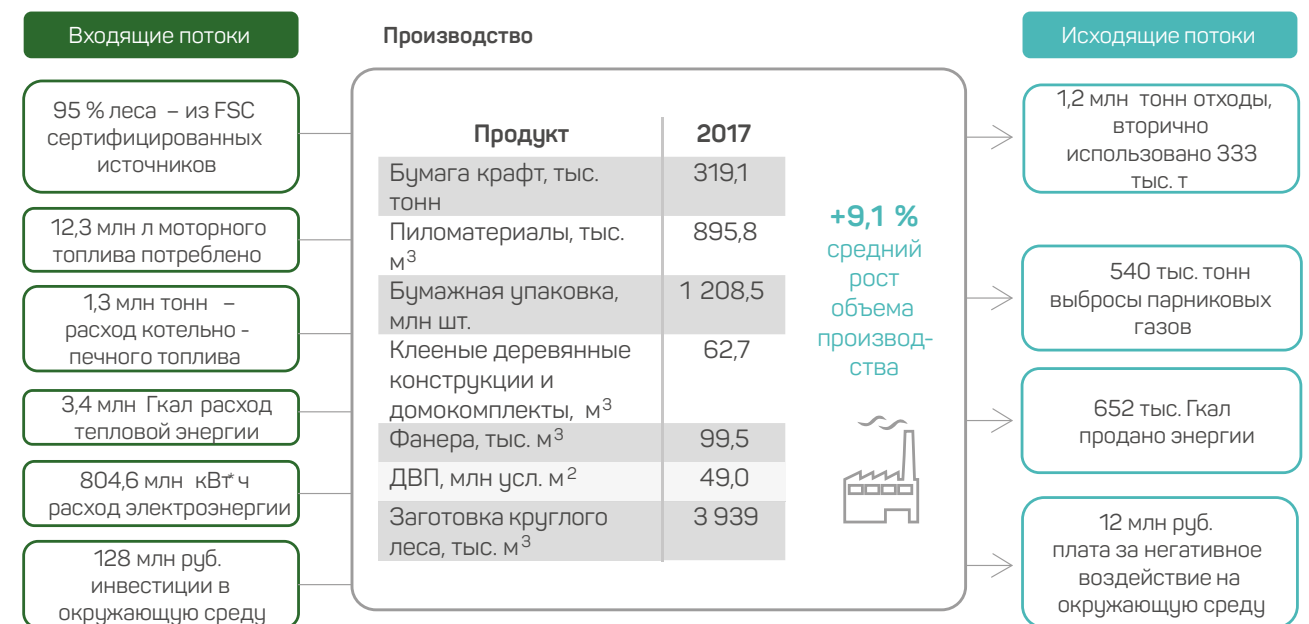 Входящие потоки
95 % леса – из FSC
сертифицированных
источников
12,3 млн л моторного
топлива потреблено
1,3 млн тонн –
расход котельно -
печного топлива
3,4 млн Гкал расход
тепловой энергии
804,6 млн кВт*ч
расход электроэнергии
128 млн руб.
инвестиции в
окружающую среду
Производство
Продукт 2017
Бумага крафт, тыс. 319,1
тонн
Пиломатериалы, тыс. 895,8
м³
Бумажная упаковка, 1 208,5
млн шт.
Клееные деревянные 62,7
конструкции и
домокомплекты, м³
Фанера, тыс. м³ 99,5
ДВП, млн усл. м² 49,0
Заготовка круглого 3 939
леса, тыс. м³
+9,1 %
средний
рост
объема
производ-
ства
Исходящие потоки
1,2 млн тонн отходы,
вторично
использовано 333
тыс. т
540 тыс. тонн
выбросы парниковых
газов
652 тыс. Гкал
продано энергии
12 млн руб.
плата за негативное
воздействие на
окружающую среду